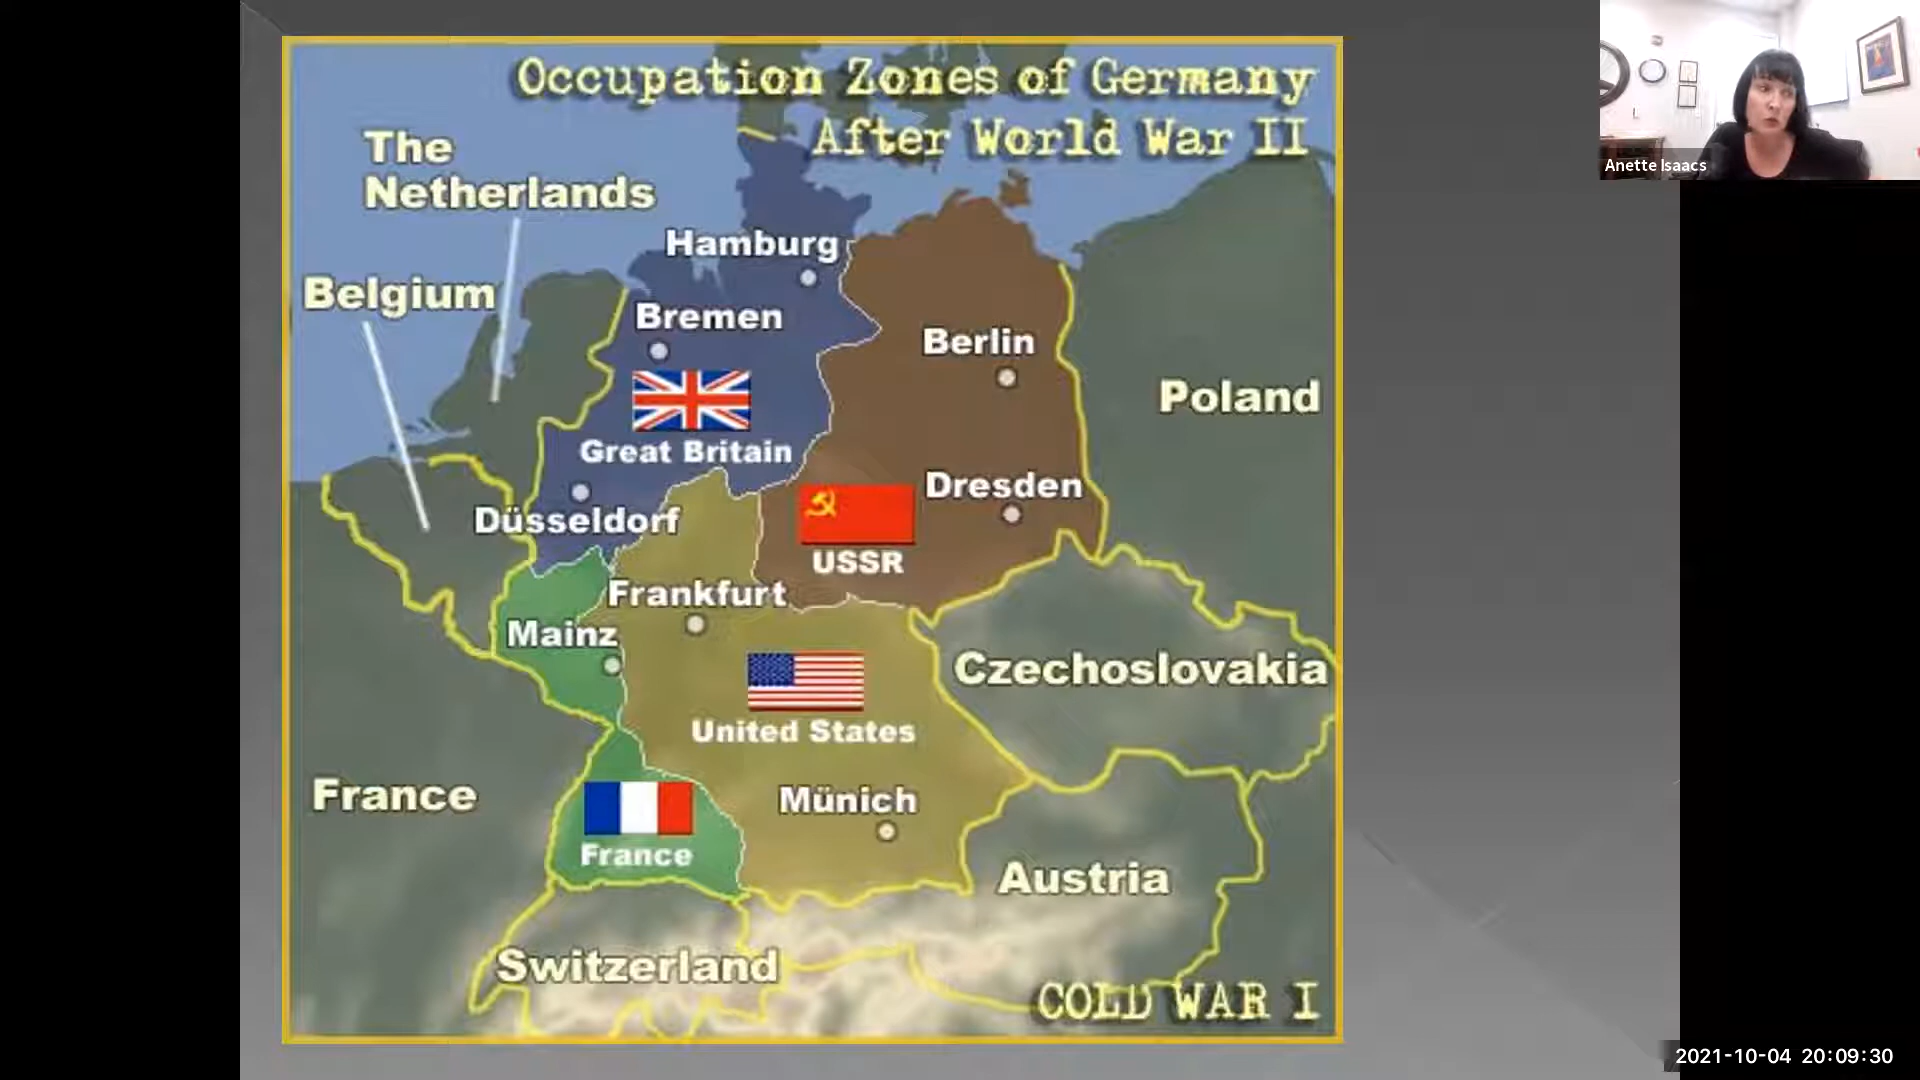 Occupation Zones of Germany
After World War II
The
Netherlands
Hamburg
Belgium
Bremen
Berlin
Poland
Great Britain
Dresden
Düsseldorf
USSR
Frankfurt
Mainz
Czechoslovakia
United States
France
Münich
France
Austria
Switzerland
COLD WAR I
Anette Isaacs
2021-10-04 20:09:30